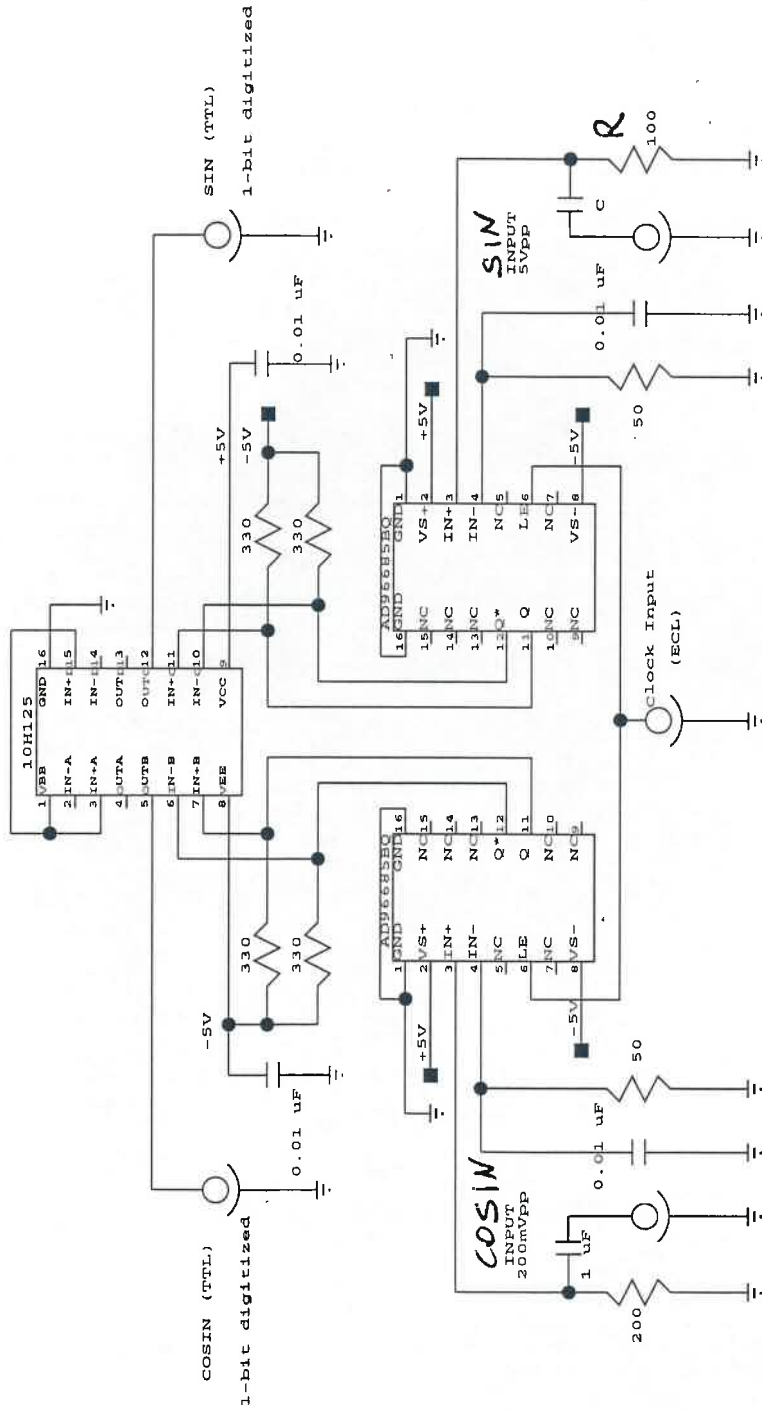 SIN (TTL)
1-bit digitized
COSIN (TTL)
1-bit digitized
10H125
1 VBB
2 IN-A
3 IN+A
4 OUTA
5 OUTB
6 IN-B
7 IN+B
8 VEE
GND 16
IN+D 15
IN-D 14
OUTD 13
OUTC 12
IN+C 11
IN-C 10
VCC 9
+5V
-5V
0.01 uF
330
330
-5V
0.01 uF
330
330
AD96685BQ
16 GND
15 NC
14 NC
13 NC
12 Q*
11 Q
10 NC
9 NC
GND 1
VS+ 2
IN+ 3
IN- 4
NC 5
LE 6
NC 7
VS- 8
+5V
-5V
SIN
INPUT
5Vpp
0.01 uF
50
C
R
100
AD96685BQ
1 GND
2 VS+
3 IN+
4 IN-
5 NC
6 LE
7 NC
8 VS-
GND 16
NC 15
NC 14
NC 13
Q* 12
Q 11
NC 10
NC 9
+5V
-5V
COSIN
INPUT
200mVpp
1 uF
200
0.01 uF
50
Clock Input
(ECL)